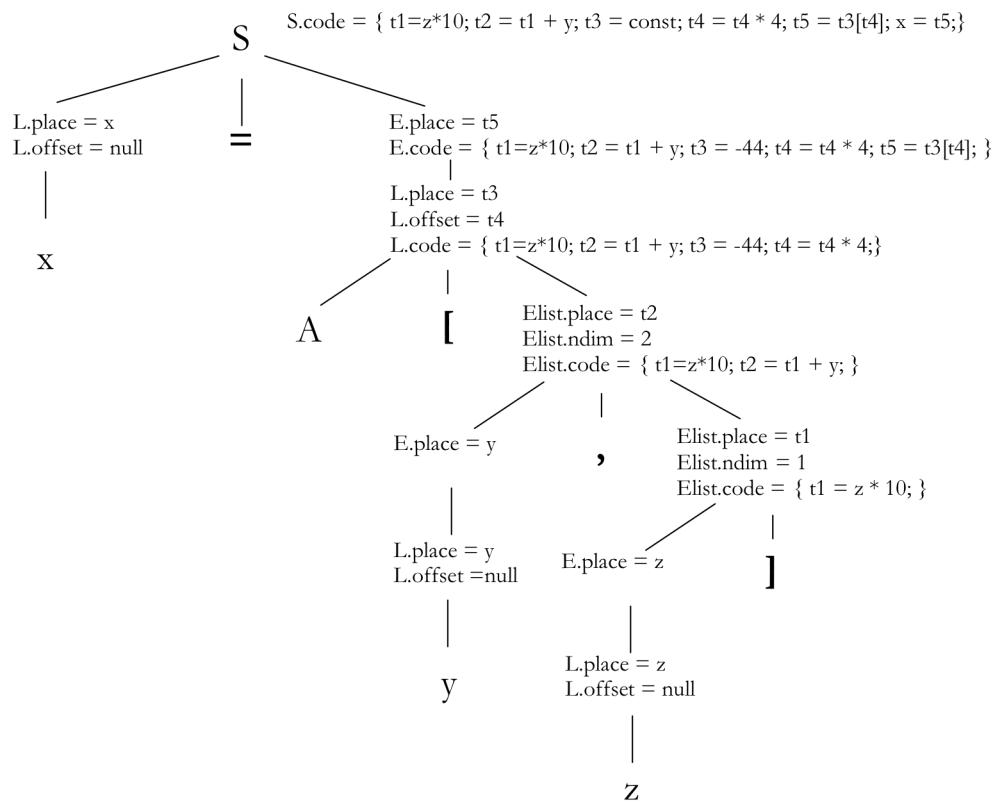 S.code = { t1=z*10; t2 = t1 + y; t3 = const; t4 = t4 * 4; t5 = t3[t4]; x = t5;}
S
L.place = x
L.offset = null
=
E.place = t5
E.code = { t1=z*10; t2 = t1 + y; t3 = -44; t4 = t4 * 4; t5 = t3[t4]; }
L.place = t3
L.offset = t4
L.code = { t1=z*10; t2 = t1 + y; t3 = -44; t4 = t4 * 4;}
x
A
[
Elist.place = t2
Elist.ndim = 2
Elist.code = { t1=z*10; t2 = t1 + y; }
E.place = y
,
Elist.place = t1
Elist.ndim = 1
Elist.code = { t1 = z * 10; }
L.place = y
L.offset =null
E.place = z
]
y
L.place = z
L.offset = null
z